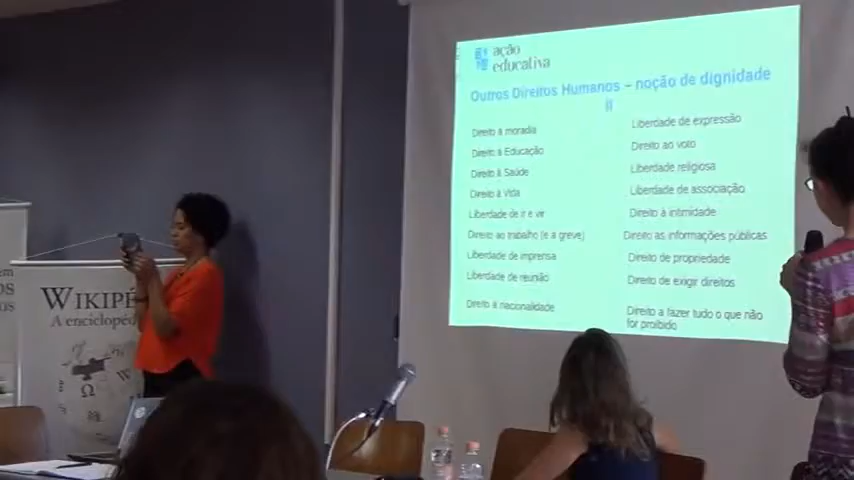 ação
educativa
Outros Direitos Humanos – noção de dignidade
II
Direito à moradia
Direito à Educação
Direito à Saúde
Direito à Vida
Liberdade de ir e vir
Direito ao trabalho (e a greve)
Liberdade de imprensa
Liberdade de reunião
Direito à nacionalidade
Liberdade de expressão
Direito ao voto
Liberdade religiosa
Liberdade de associação
Direito à intimidade
Direito as informações públicas
Direito de propriedade
Direito de exigir direitos
Direito a fazer tudo o que não
for proibido
WIKIPÉ
A enciclopéd